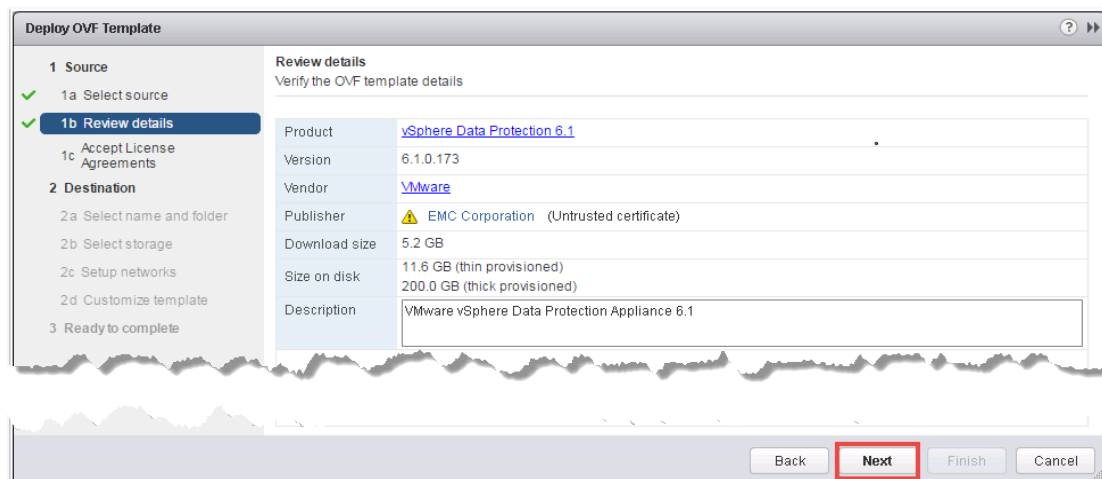 Deploy OVF Template
?
1 Source
1a Select source
1b Review details
1c Accept License
Agreements
2 Destination
2a Select name and folder
2b Select storage
2c Setup networks
2d Customize template
3 Ready to complete
Review details
Verify the OVF template details
Product vSphere Data Protection 6.1
Version 6.1.0.173
Vendor VMware
Publisher EMC Corporation (Untrusted certificate)
Download size 5.2 GB
Size on disk 11.6 GB (thin provisioned)
200.0 GB (thick provisioned)
Description VMware vSphere Data Protection Appliance 6.1
Back Next Finish Cancel